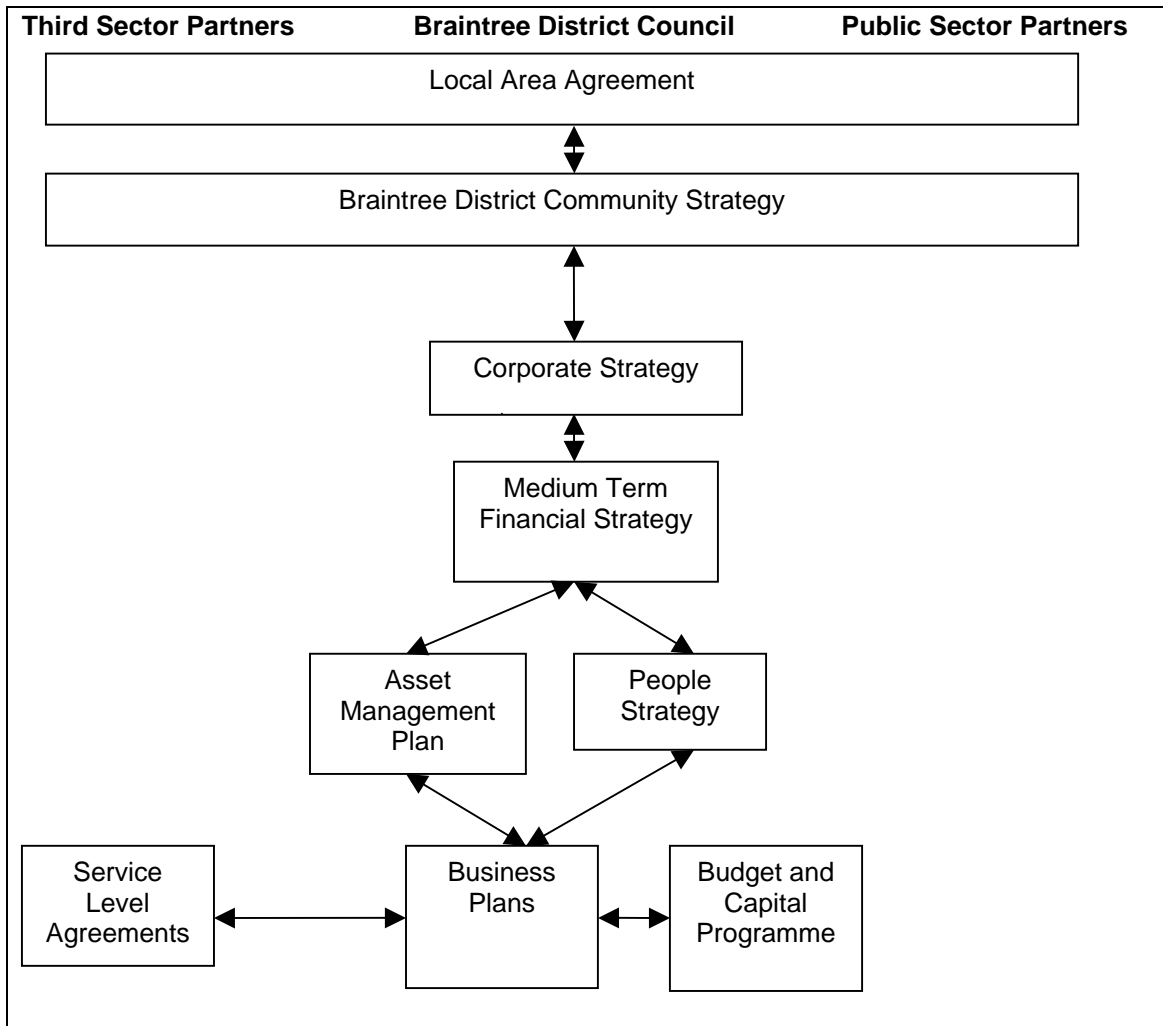 Third Sector Partners Braintree District Council Public Sector Partners
Local Area Agreement
Braintree District Community Strategy
Corporate Strategy
Medium Term
Financial Strategy
Asset
Management
Plan
People
Strategy
Service
Level
Agreements
Business
Plans
Budget and
Capital
Programme